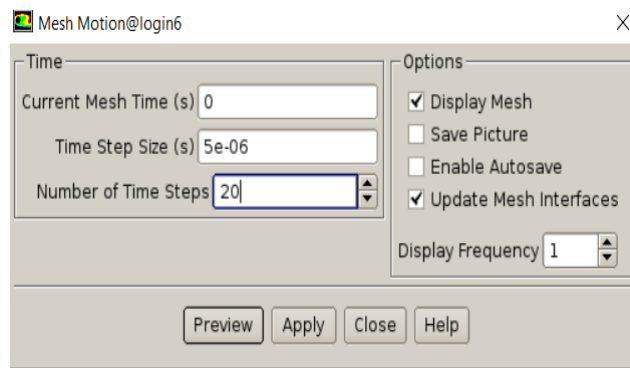 Mesh Motion@login6
Time
Current Mesh Time (s) 0
Time Step Size (s) 5e-06
Number of Time Steps 20
Options
Display Mesh
Save Picture
Enable Autosave
Update Mesh Interfaces
Display Frequency 1
Preview Apply Close Help